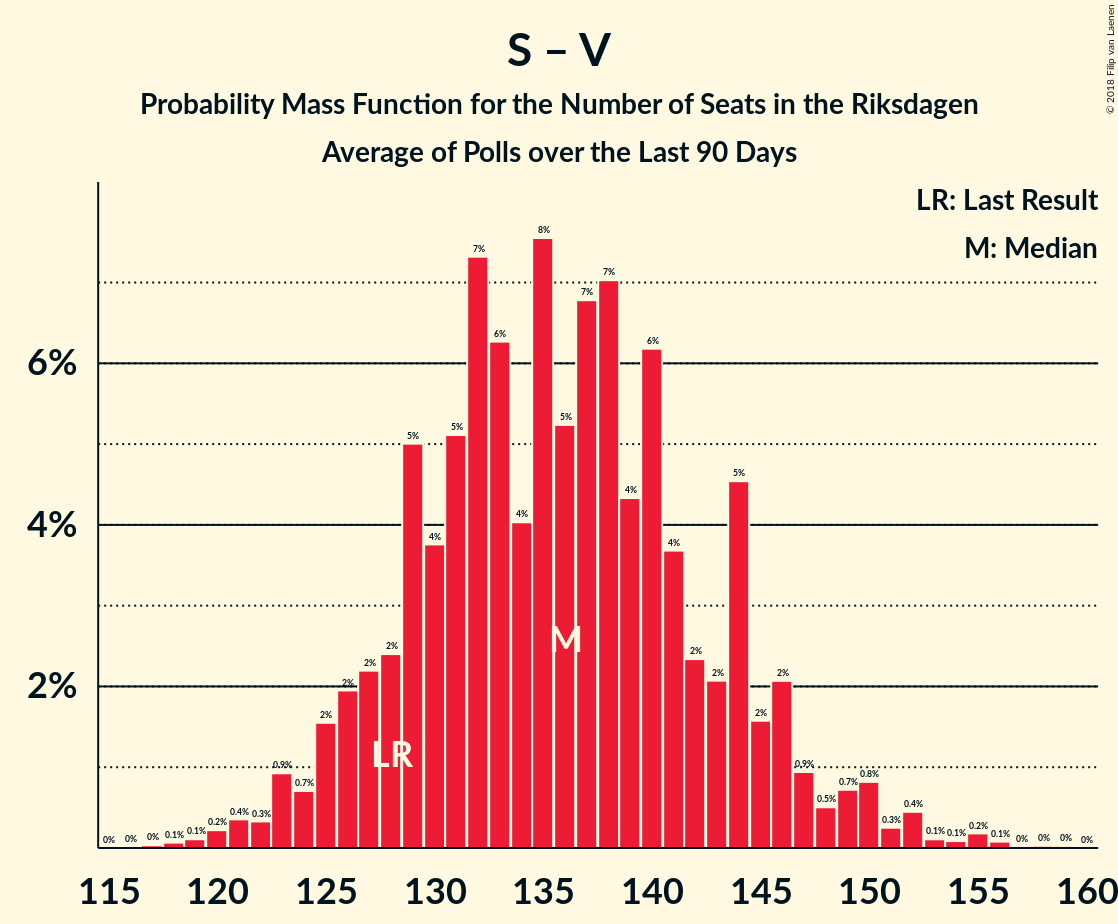 S – V
Probability Mass Function for the Number of Seats in the Riksdagen
Average of Polls over the Last 90 Days
© 2018 Filip van Laenen
LR: Last Result
M: Median
6%
4%
2%
0% 0% 0% 0.1% 0.1% 0.2% 0.4% 0.3% 0.9% 0.7% 2% 2% 2% 2% 5% 4% 5% 7% 6% 4% 8% 5% 7% 7% 4% 6% 4% 2% 2% 5% 2% 2% 0.9% 0.5% 0.7% 0.8% 0.3% 0.4% 0.1% 0.1% 0.2% 0.1% 0% 0% 0% 0%
M
LR
115 120 125 130 135 140 145 150 155 160